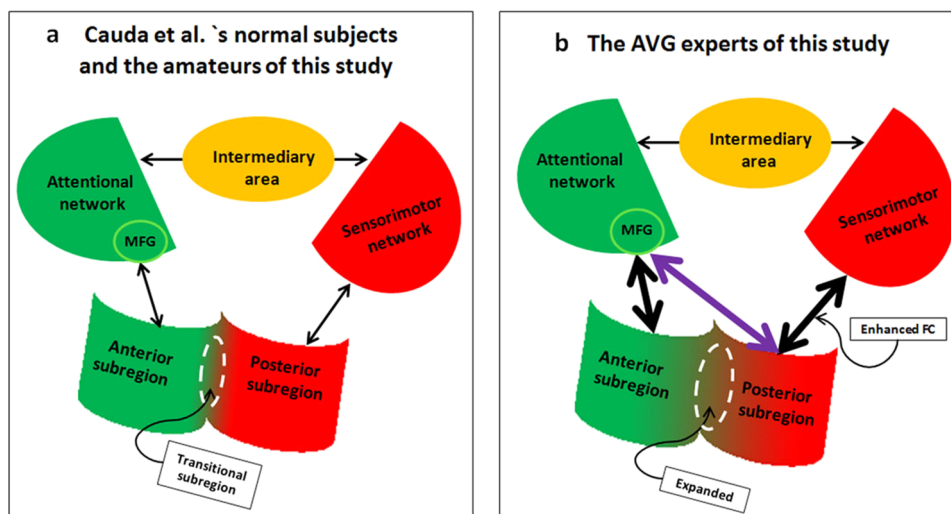 a Cauda et al. `s normal subjects
and the amateurs of this study
Attentional
network
Intermediary
area
Sensorimotor
network
MFG
Anterior
subregion
Posterior
subregion
Transitional
subregion
b The AVG experts of this study
Attentional
network
Intermediary
area
Sensorimotor
network
MFG
Enhanced FC
Anterior
subregion
Posterior
subregion
Expanded